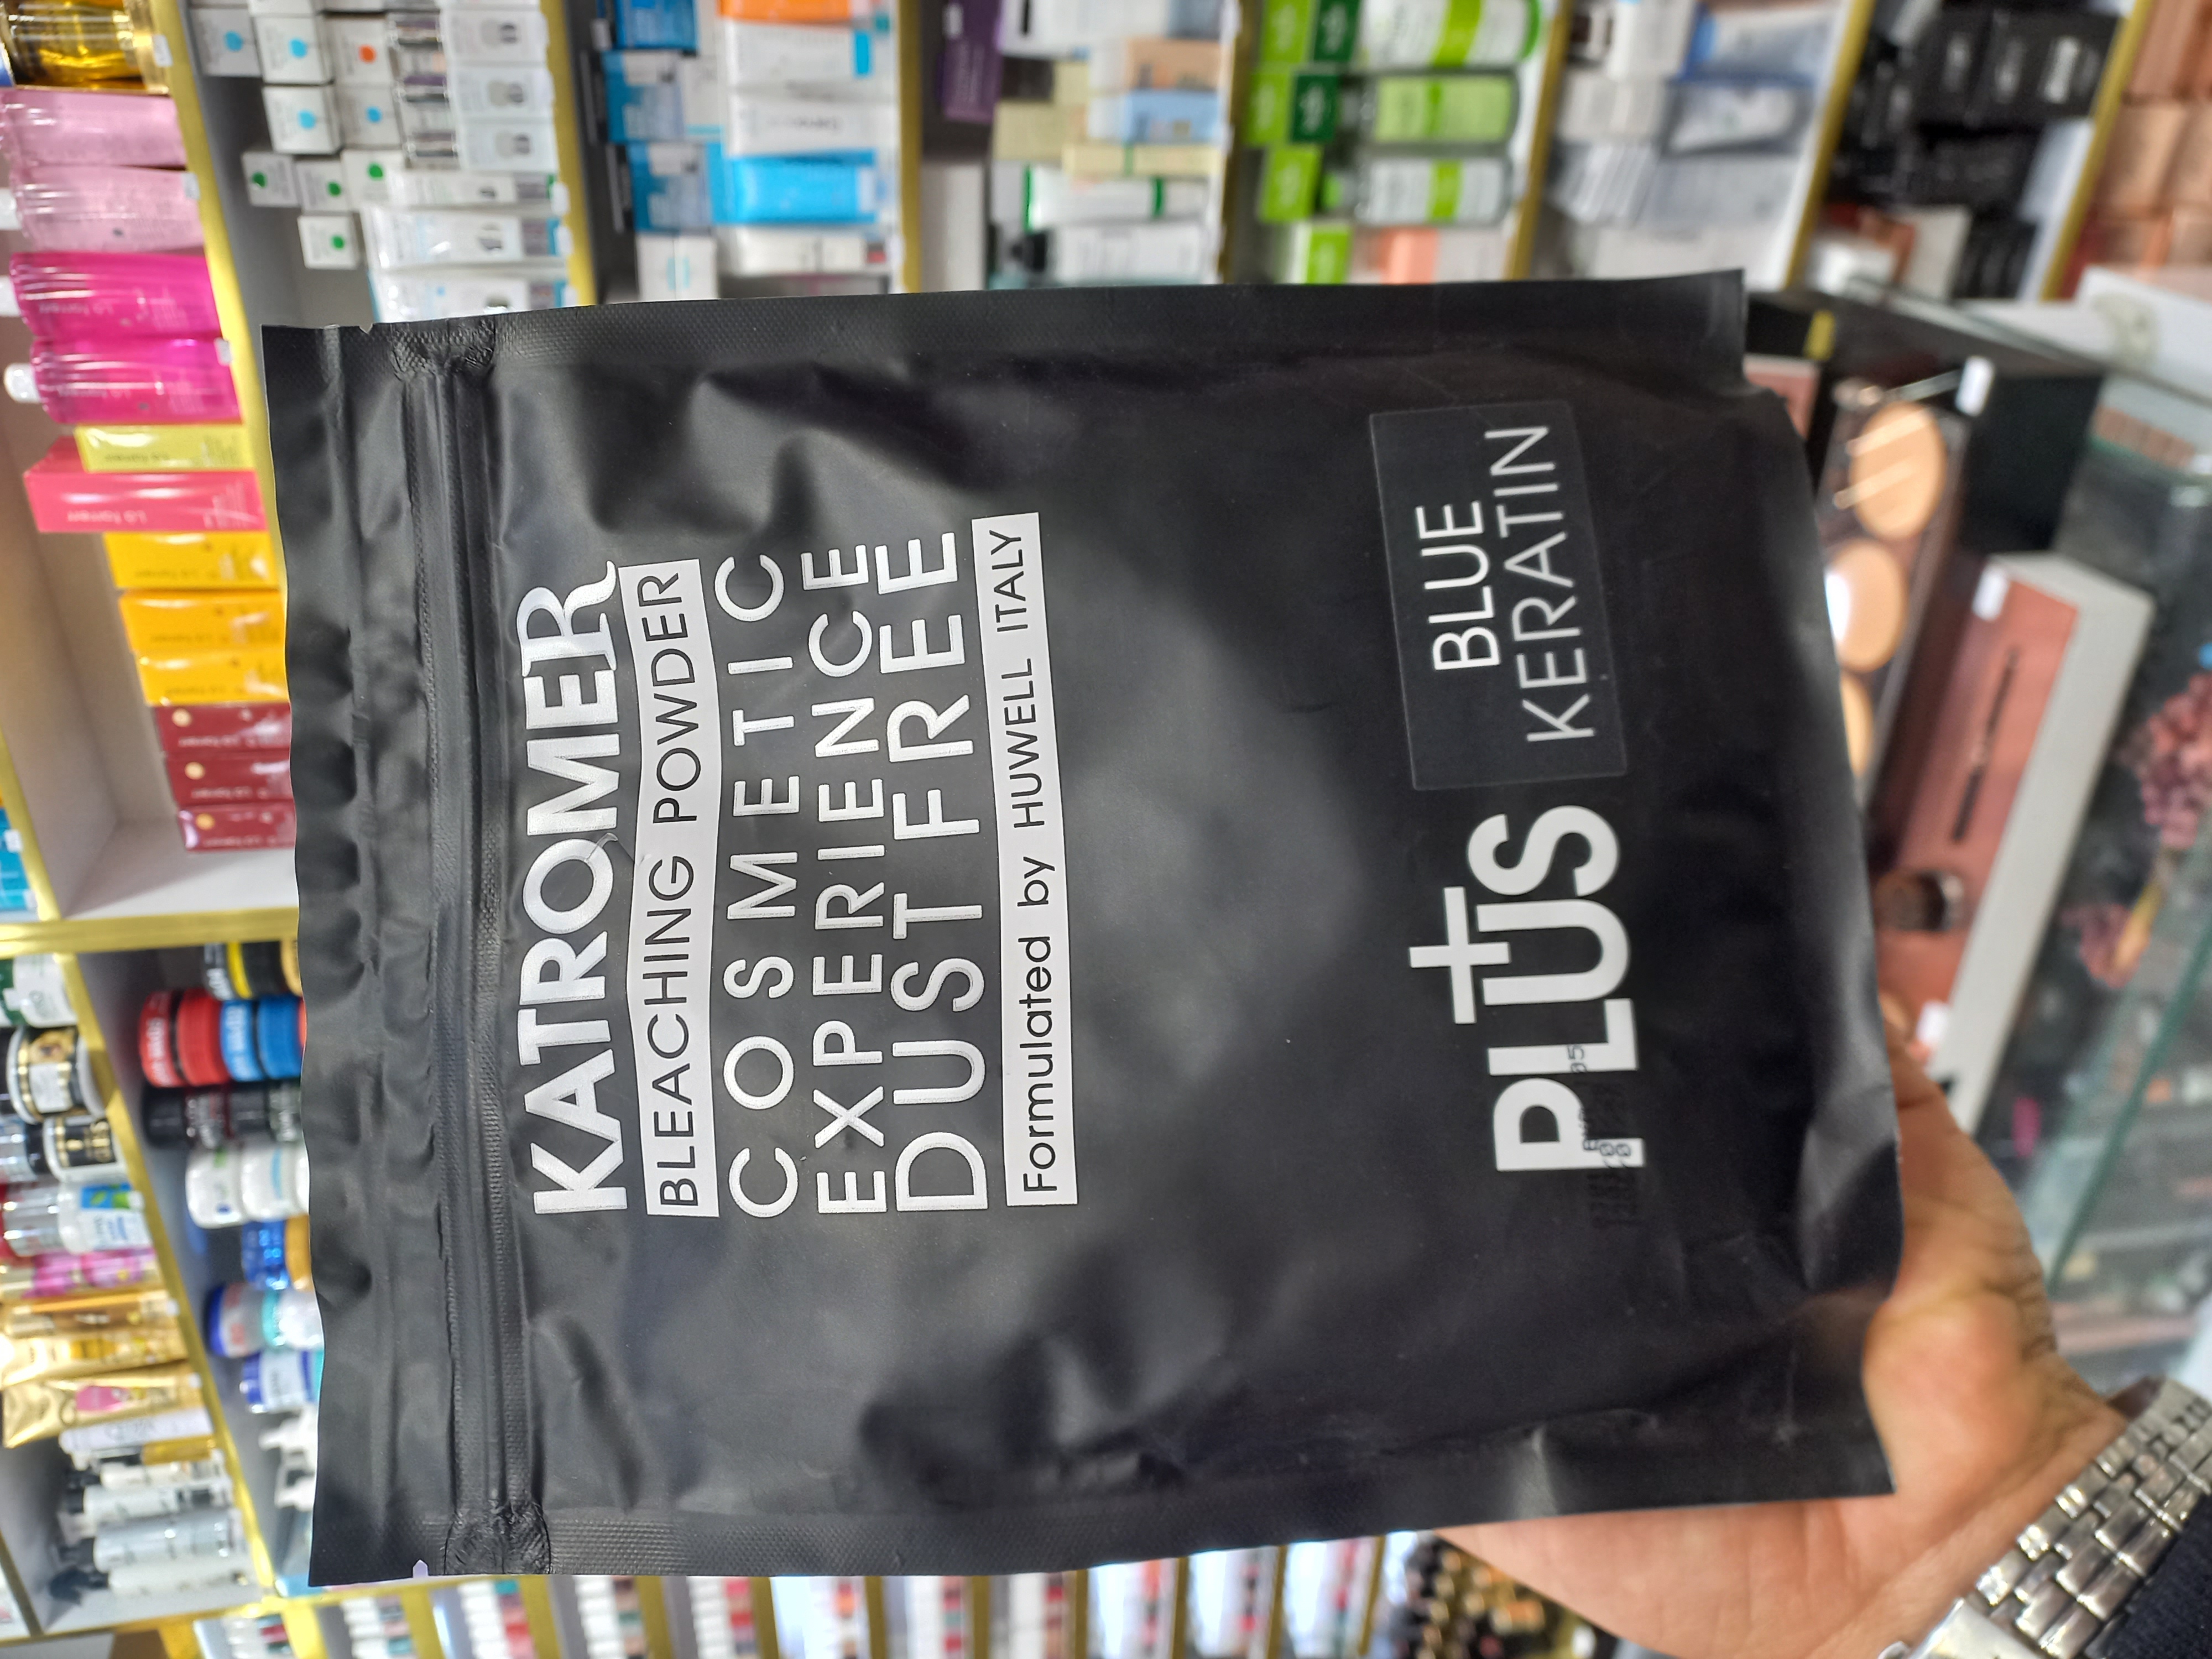 KATROMER
BLEACHING POWDER
COSMETIC
EXPERIENCE
DUST FREE
Formulated by HUWELL ITALY
PLUS
BLUE
KERATIN